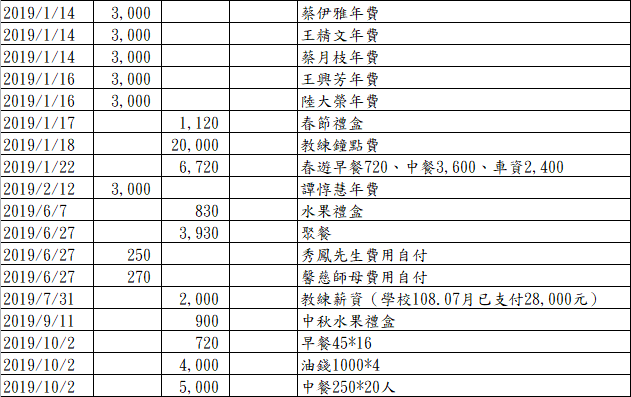 2019/1/14 3,000 蔡伊雅年費
2019/1/14 3,000 王精文年費
2019/1/14 3,000 蔡月枝年費
2019/1/16 3,000 王興芳年費
2019/1/16 3,000 陸大榮年費
2019/1/17 1,120 春節禮盒
2019/1/18 20,000 教練鐘點費
2019/1/22 6,720 春遊早餐720、中餐3,600、車資2,400
2019/2/12 3,000 譚惇慧年費
2019/6/7 830 水果禮盒
2019/6/27 3,930 聚餐
2019/6/27 250 秀鳳先生費用自付
2019/6/27 270 馨慈師母費用自付
2019/7/31 2,000 教練薪資（學校108.07月已支付28,000元）
2019/9/11 900 中秋水果禮盒
2019/10/2 720 早餐45*16
2019/10/2 4,000 油錢1000*4
2019/10/2 5,000 中餐250*20人